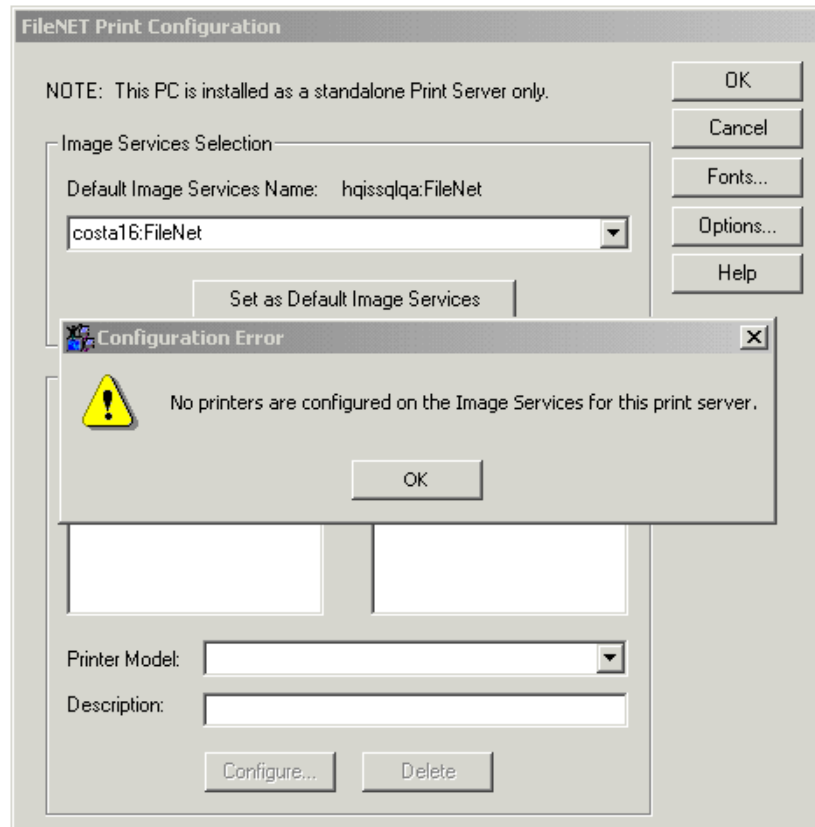 FileNET Print Configuration
NOTE: This PC is installed as a standalone Print Server only.
OK
Cancel
Fonts...
Options...
Help
Image Services Selection
Default Image Services Name: hqissqlqa:FileNet
costa16:FileNet
Set as Default Image Services
Configuration Error
No printers are configured on the Image Services for this print server.
OK
Printer Model:
Description:
Configure...
Delete